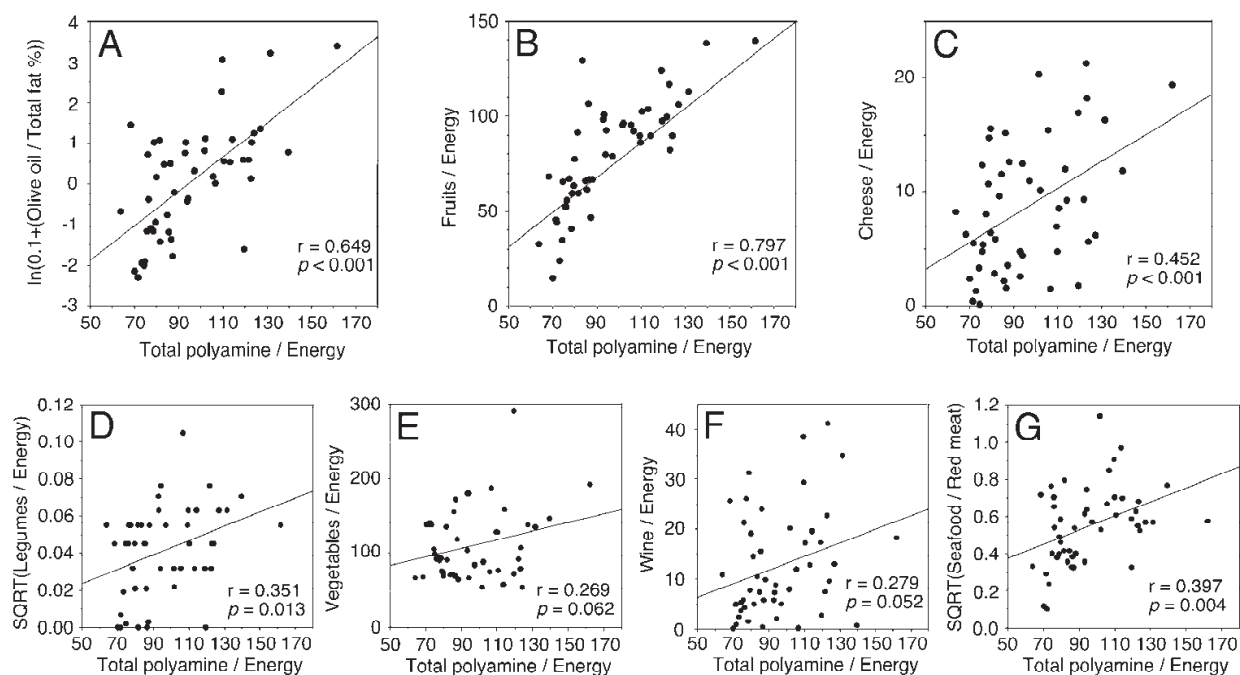 A
ln(0.1+(Olive oil / Total fat %))
4
3
2
1
0
-1
-2
-3
50 70 90 110 130 150 170
Total polyamine / Energy
r = 0.649
p < 0.001
B
Fruits / Energy
150
100
50
0
50 70 90 110 130 150 170
Total polyamine / Energy
r = 0.797
p < 0.001
C
Cheese / Energy
20
10
0
50 70 90 110 130 150 170
Total polyamine / Energy
r = 0.452
p < 0.001
D
SQRT(Legumes / Energy)
0.12
0.10
0.08
0.06
0.04
0.02
0.00
50 70 90 110 130 150 170
Total polyamine / Energy
r = 0.351
p = 0.013
E
Vegetables / Energy
300
200
100
0
50 70 90 110 130 150 170
Total polyamine / Energy
r = 0.269
p = 0.062
F
Wine / Energy
40
30
20
10
0
50 70 90 110 130 150 170
Total polyamine / Energy
r = 0.279
p = 0.052
G
SQRT(Seafood / Red meat)
1.2
1.0
0.8
0.6
0.4
0.2
0.0
50 70 90 110 130 150 170
Total polyamine / Energy
r = 0.397
p = 0.004